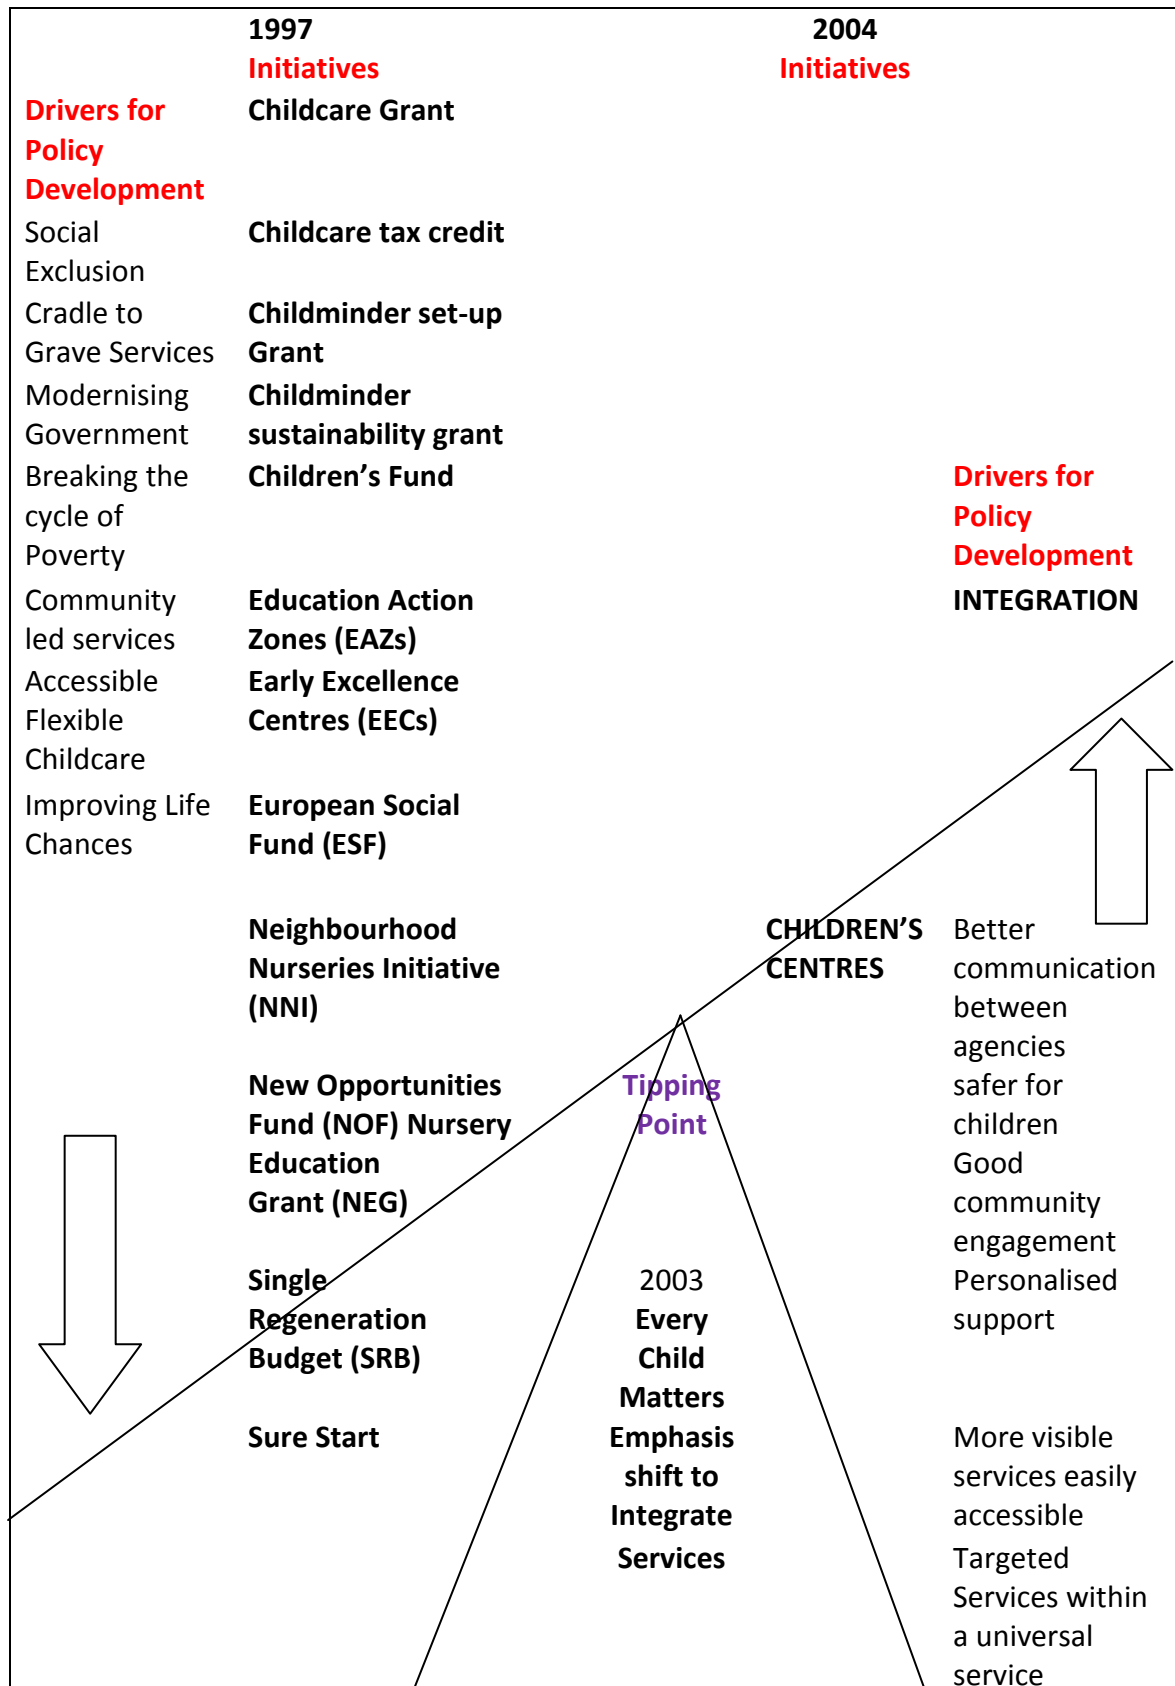 1997
Initiatives
2004
Initiatives
Drivers for
Policy
Development
Childcare Grant
Social
Exclusion
Childcare tax credit
Cradle to
Grave Services
Childminder set-up
Grant
Modernising
Government
Childminder
sustainability grant
Breaking the
cycle of
Poverty
Children’s Fund
Drivers for
Policy
Development
Community
led services
Education Action
Zones (EAZs)
INTEGRATION
Accessible
Flexible
Childcare
Early Excellence
Centres (EECs)
Improving Life
Chances
European Social
Fund (ESF)
Neighbourhood
Nurseries Initiative
(NNI)
CHILDREN’S
CENTRES
Better
communication
between
agencies
New Opportunities
Fund (NOF) Nursery
Education
Grant (NEG)
Tipping
Point
safer for
children
Good
community
engagement
Single
Regeneration
Budget (SRB)
2003
Every
Child
Matters
Personalised
support
Sure Start
Emphasis
shift to
Integrate
Services
More visible
services easily
accessible
Targeted
Services within
a universal
service